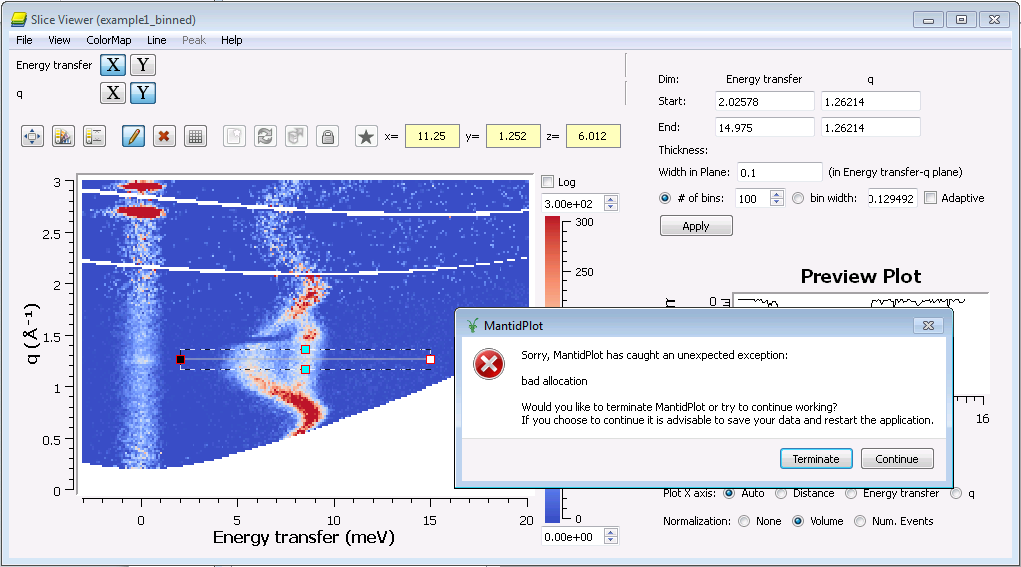 Slice Viewer (example1_binned)
File View ColorMap Line Peak Help
Energy transfer X Y
q X Y
x= 11.25 y= 1.252 z= 6.012
Dim: Energy transfer q
Start: 2.02578 1.26214
End: 14.975 1.26214
Thickness:
Width in Plane: 0.1 (in Energy transfer-q plane)
# of bins: 100 bin width: 0.129492 Adaptive
Apply
Log
3.00e+02
300
250
0
0.00e+00
3
2.5
2
1.5
1
0.5
0
q (Å⁻¹)
0 5 10 15 20
Energy transfer (meV)
Preview Plot
0
16
MantidPlot
Sorry, MantidPlot has caught an unexpected exception:
bad allocation
Would you like to terminate MantidPlot or try to continue working?
If you choose to continue it is advisable to save your data and restart the application.
Terminate Continue
Plot X axis: Auto Distance Energy transfer q
Normalization: None Volume Num. Events